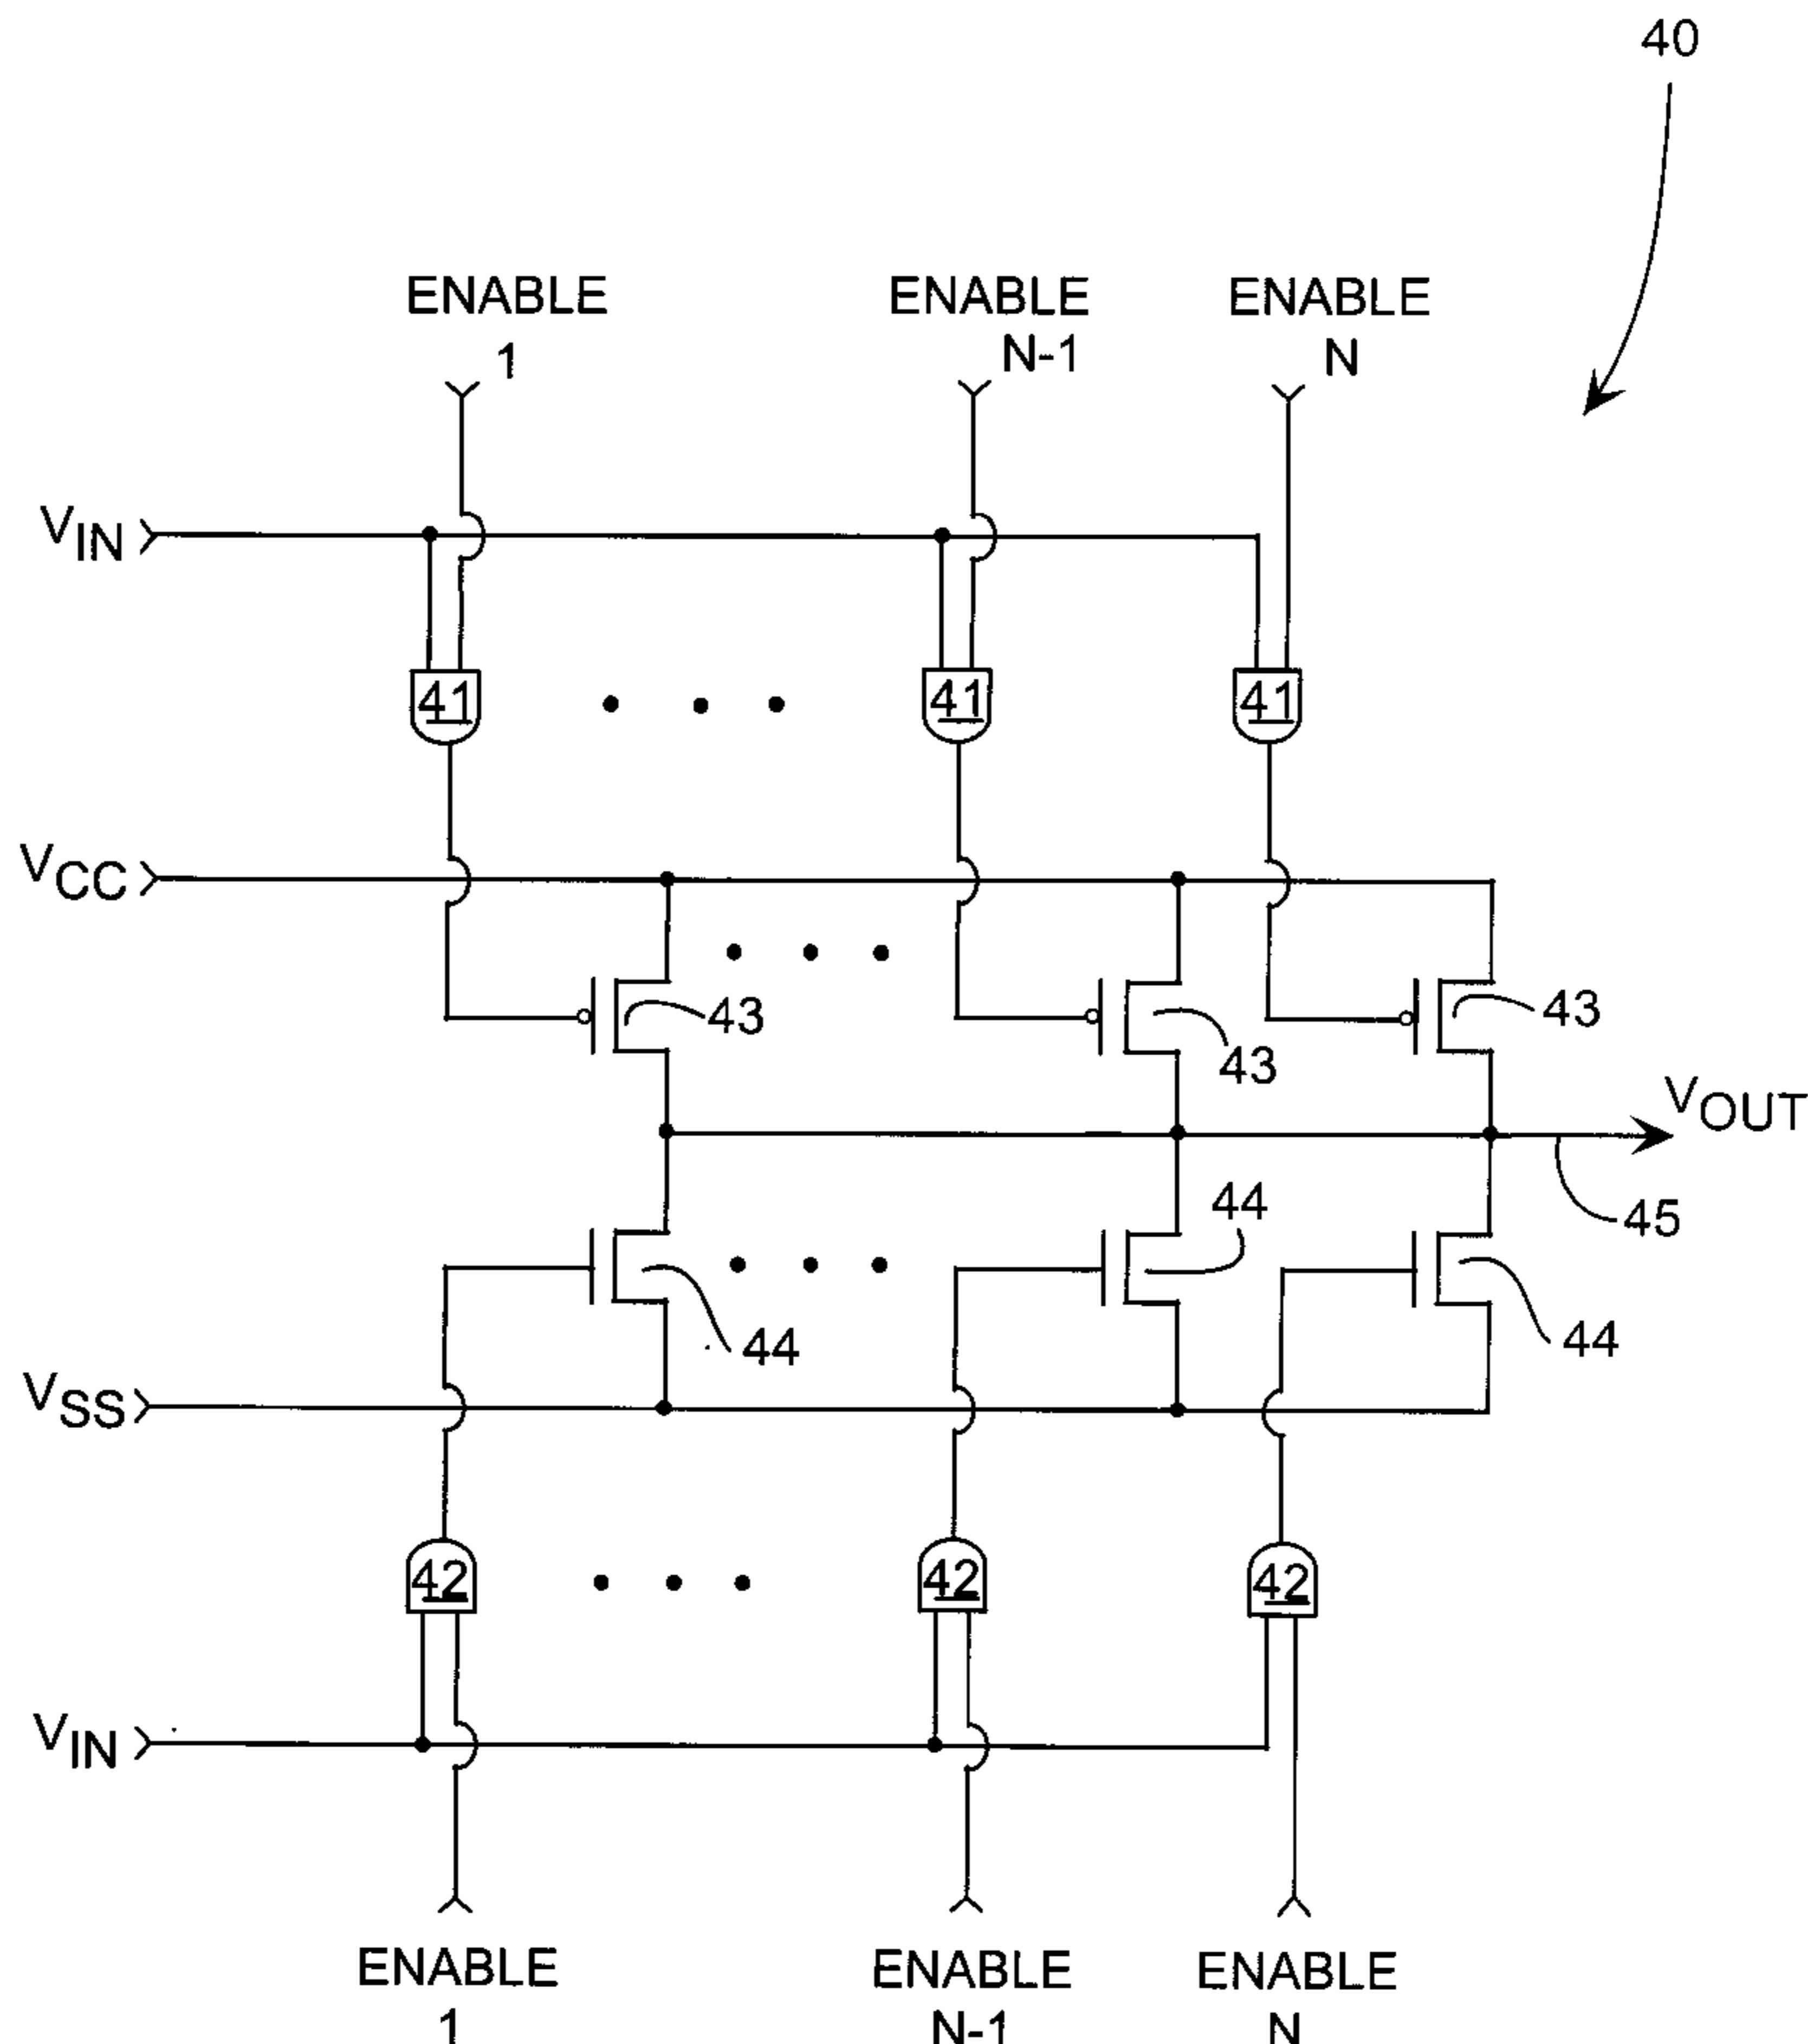 40
ENABLE ENABLE ENABLE
1 N-1 N
VIN
41 41 41
VCC
43 43 43
VOUT
44 45
44 44
VSS
42 42 42
VIN
ENABLE ENABLE ENABLE
1 N-1 N